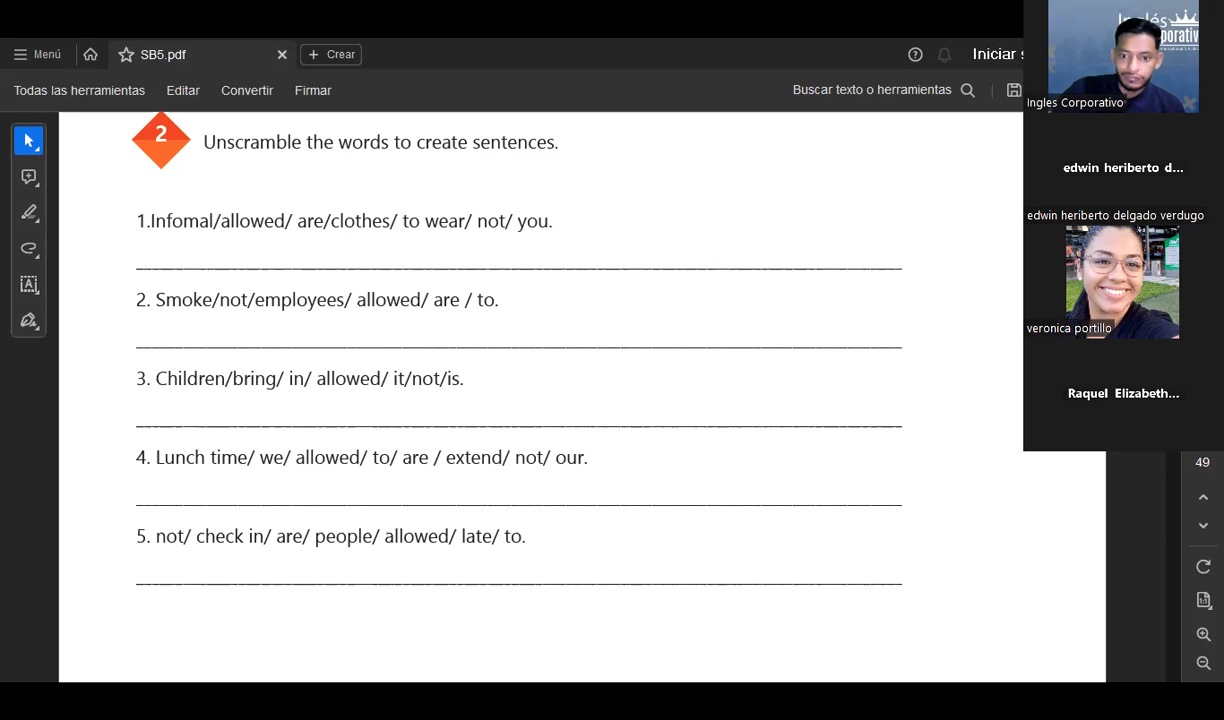 Menú
SB5.pdf
Crear
Iniciar s
Todas las herramientas
Editar
Convertir
Firmar
Buscar texto o herramientas
2
Unscramble the words to create sentences.
1.Infomal/allowed/ are/clothes/ to wear/ not/ you.
2. Smoke/not/employees/ allowed/ are / to.
3. Children/bring/ in/ allowed/ it/not/is.
4. Lunch time/ we/ allowed/ to/ are / extend/ not/ our.
5. not/ check in/ are/ people/ allowed/ late/ to.
Ingles Corporativo
edwin heriberto d...
edwin heriberto delgado verdugo
veronica portillo
Raquel Elizabeth...
49
1:1